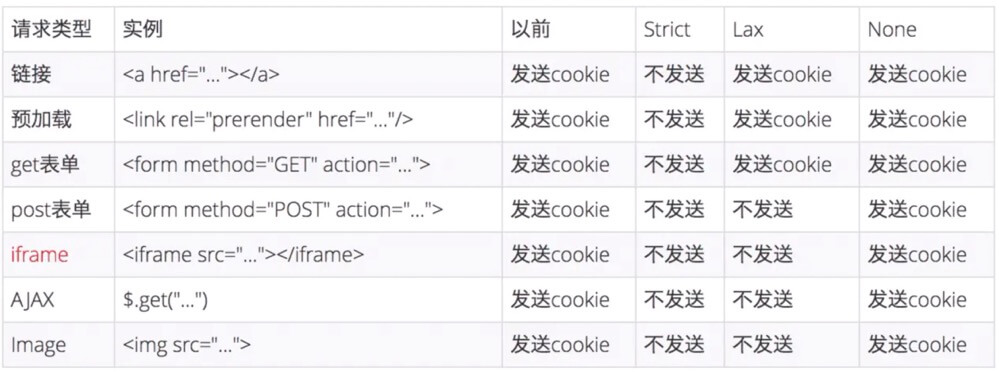 请求类型 实例 以前 Strict Lax None
链接 <a href="..."></a> 发送cookie 不发送 发送cookie 发送cookie
预加载 <link rel="prerender" href="..."/> 发送cookie 不发送 发送cookie 发送cookie
get表单 <form method="GET" action="..."> 发送cookie 不发送 发送cookie 发送cookie
post表单 <form method="POST" action="..."> 发送cookie 不发送 不发送 发送cookie
iframe <iframe src="..."></iframe> 发送cookie 不发送 不发送 发送cookie
AJAX $.get("...") 发送cookie 不发送 不发送 发送cookie
Image <img src="..."> 发送cookie 不发送 不发送 发送cookie